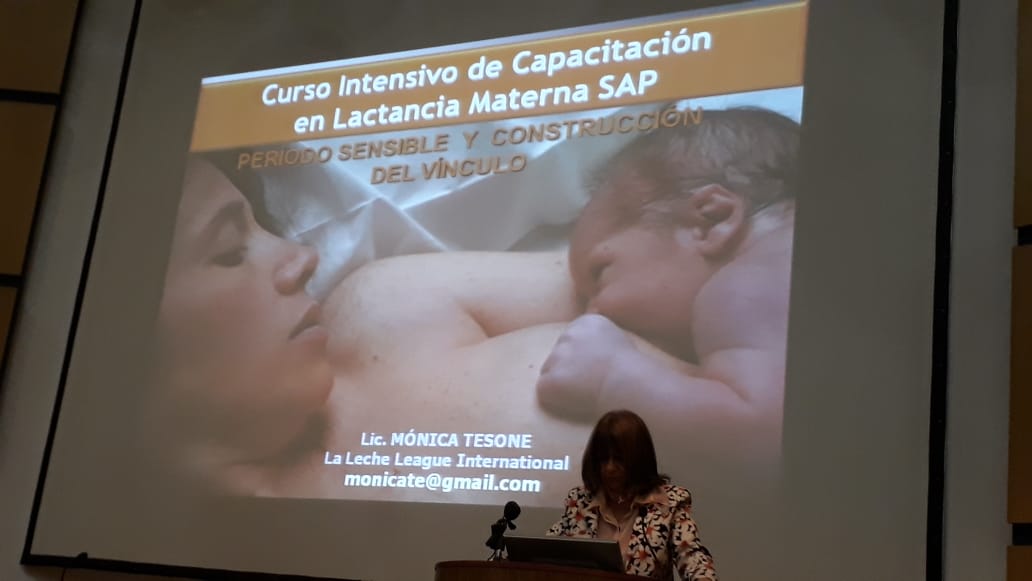 Curso Intensivo de Capacitación
en Lactancia Materna SAP
PERÍODO SENSIBLE Y CONSTRUCCIÓN
DEL VÍNCULO
Lic. MÓNICA TESONE
La Leche League International
monicate@gmail.com